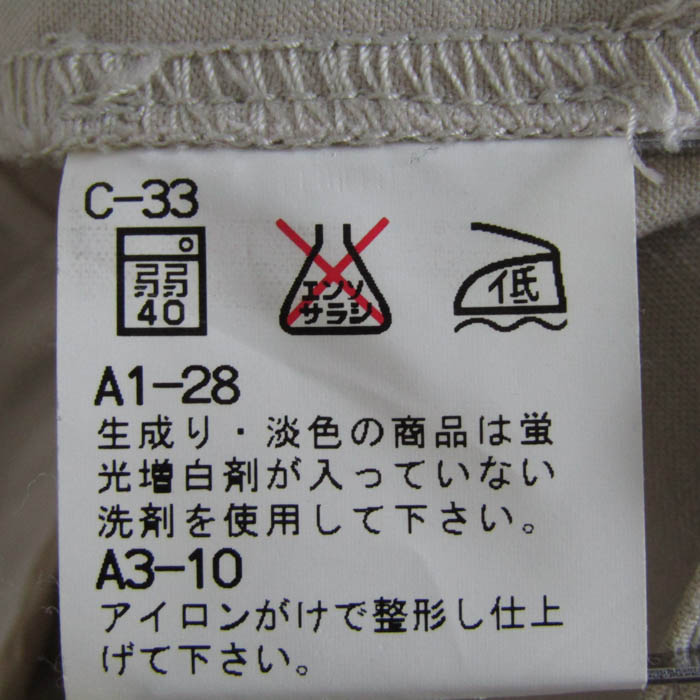 C-33
弱
40
エンソ
サラシ
低
A1-28
生成り・淡色の商品は蛍
光増白剤が入っていない
洗剤を使用して下さい。
A3-10
アイロンがけで整形し仕上
げて下さい。